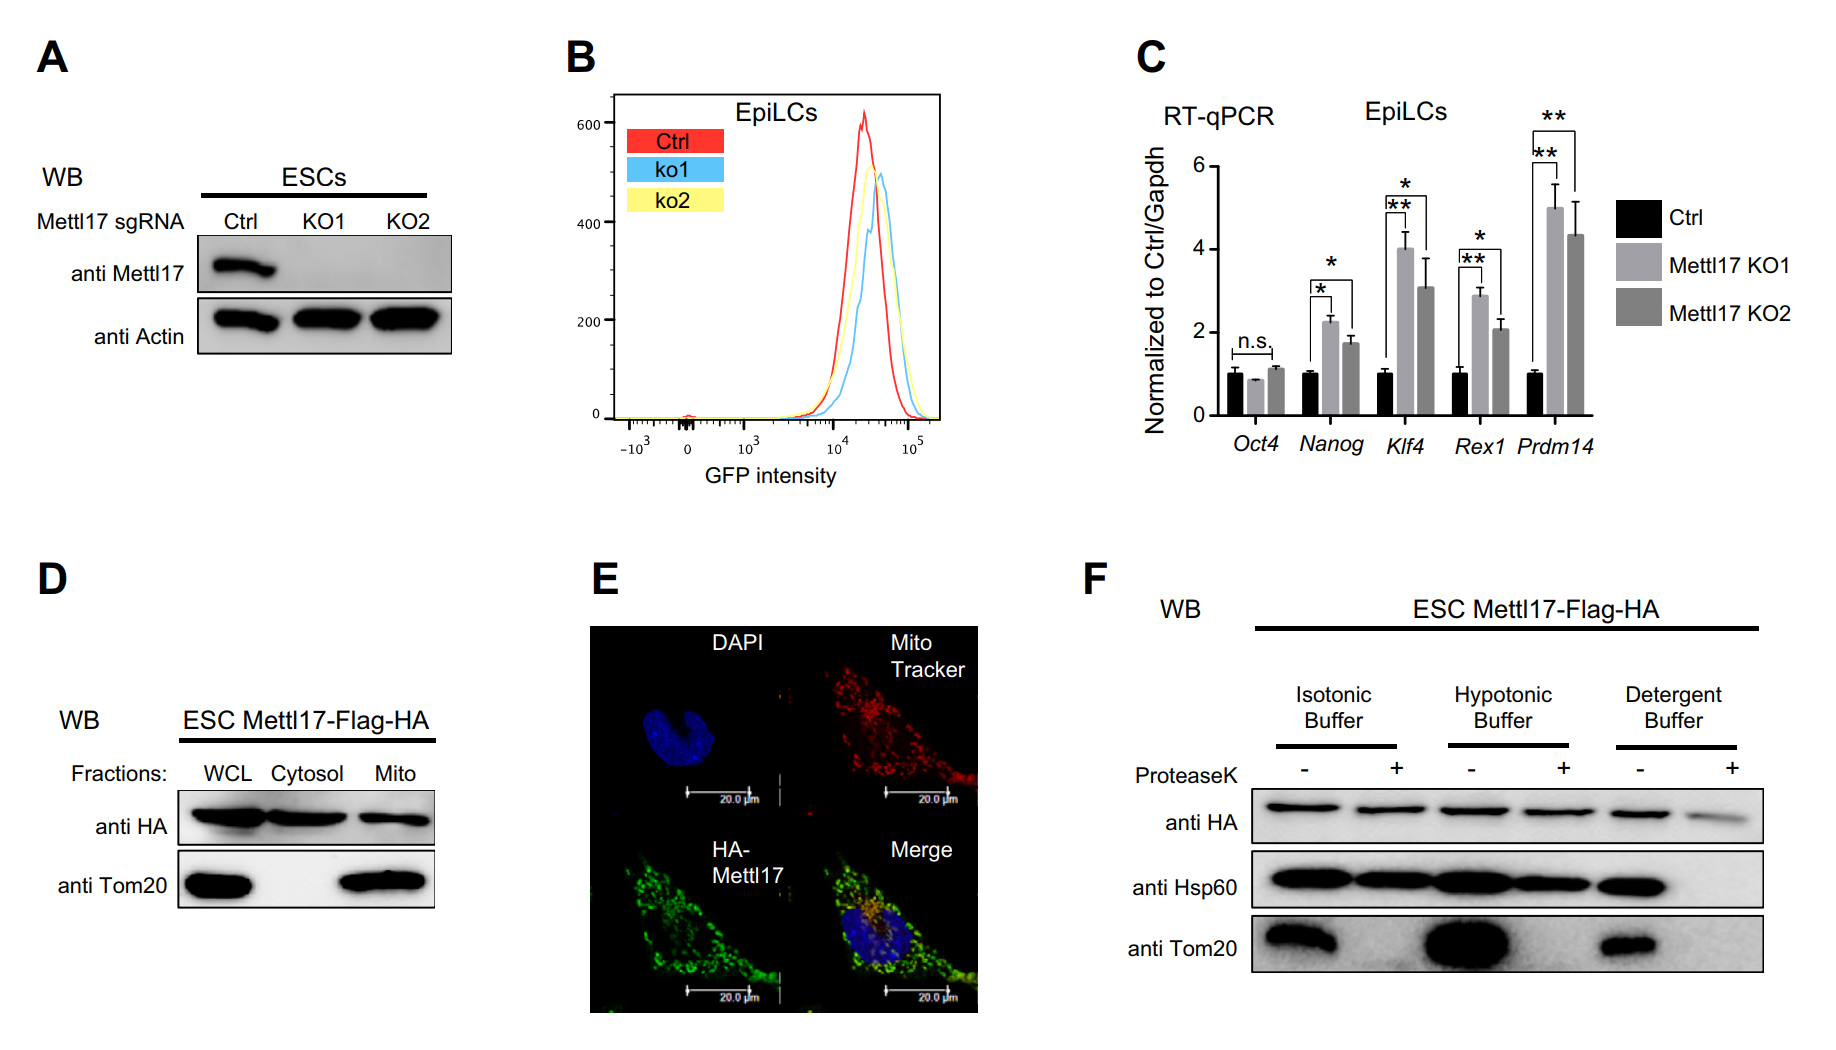 A
WB
ESCs
Mettl17 sgRNA
Ctrl
KO1
KO2
anti Mettl17
anti Actin
B
EpiLCs
Ctrl
ko1
ko2
600
400
200
0
-10³
0
10³
10⁴
10⁵
GFP intensity
C
RT-qPCR
EpiLCs
Normalized to Ctrl/Gapdh
6
4
2
0
n.s.
*
*
**
*
**
*
**
**
Oct4
Nanog
Klf4
Rex1
Prdm14
Ctrl
Mettl17 KO1
Mettl17 KO2
D
WB
ESC Mettl17-Flag-HA
Fractions:
WCL
Cytosol
Mito
anti HA
anti Tom20
E
DAPI
Mito
Tracker
20.0 µm
20.0 µm
HA-
Mettl17
Merge
20.0 µm
20.0 µm
F
WB
ESC Mettl17-Flag-HA
Isotonic
Buffer
Hypotonic
Buffer
Detergent
Buffer
ProteaseK
- + - + - +
anti HA
anti Hsp60
anti Tom20